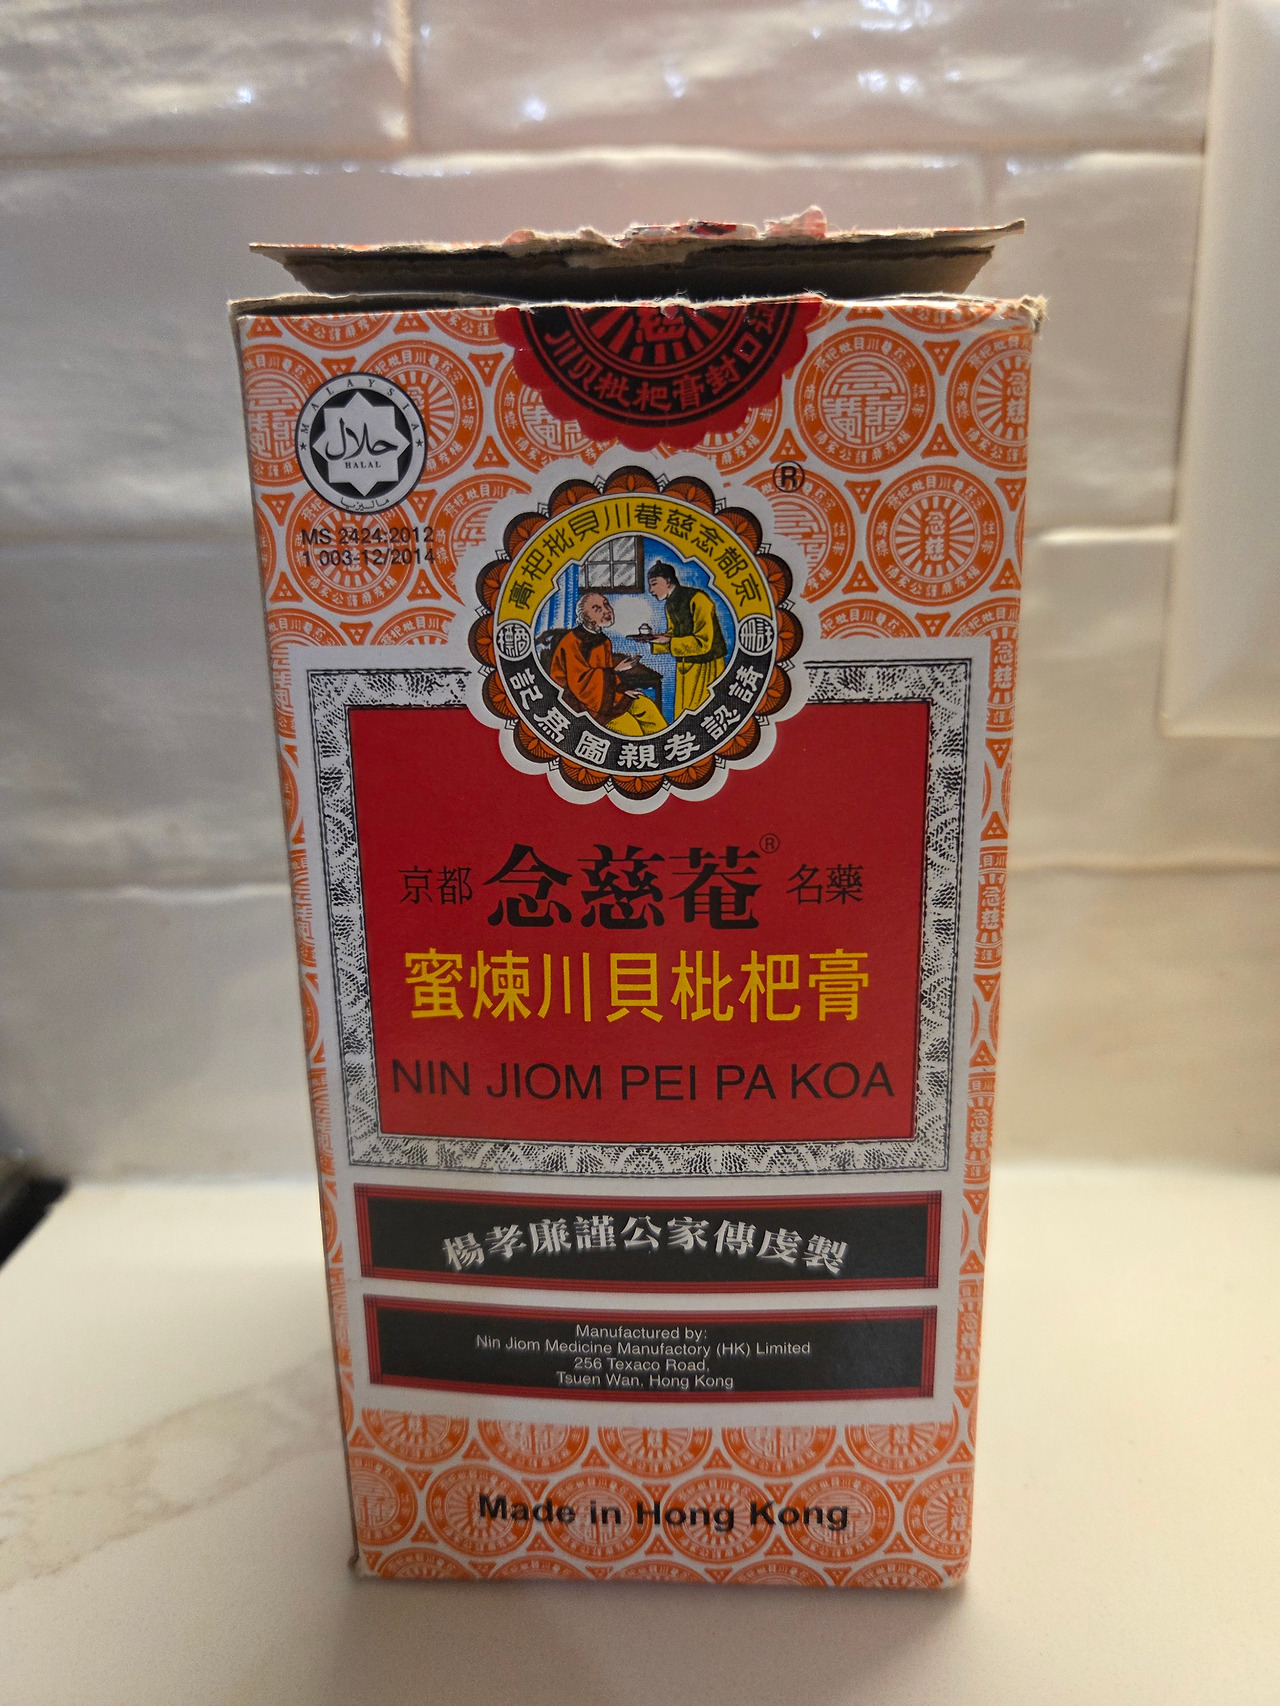 川貝枇杷膏封口
MALAYSIA
حلال
HALAL
ماليزيا
MS 2424:2012
1 003-12/2014
®
京都念慈菴川貝枇杷膏
請認孝親圖為記
京都 念慈菴® 名藥
蜜煉川貝枇杷膏
NIN JIOM PEI PA KOA
楊孝廉謹公家傳虔製
Manufactured by:
Nin Jiom Medicine Manufactory (HK) Limited
256 Texaco Road,
Tsuen Wan, Hong Kong
Made in Hong Kong